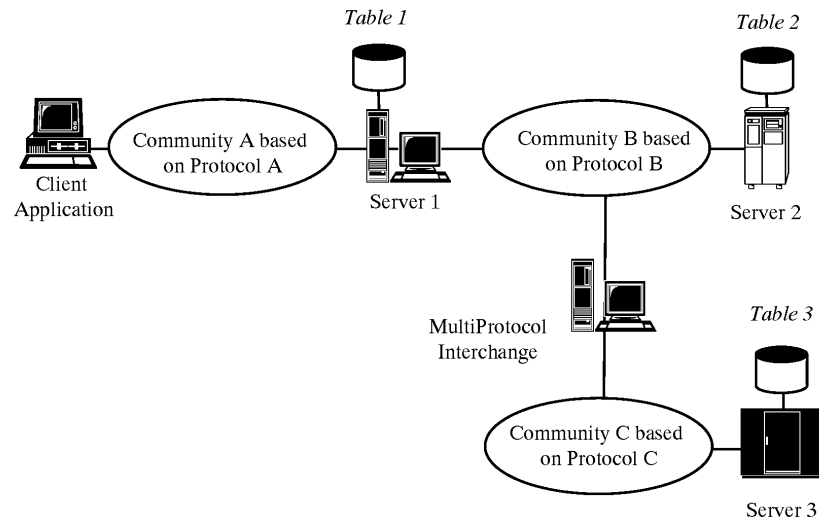 Table 1
Table 2
Community A based
on Protocol A
Community B based
on Protocol B
Client
Application
Server 1
Server 2
MultiProtocol
Interchange
Table 3
Community C based
on Protocol C
Server 3